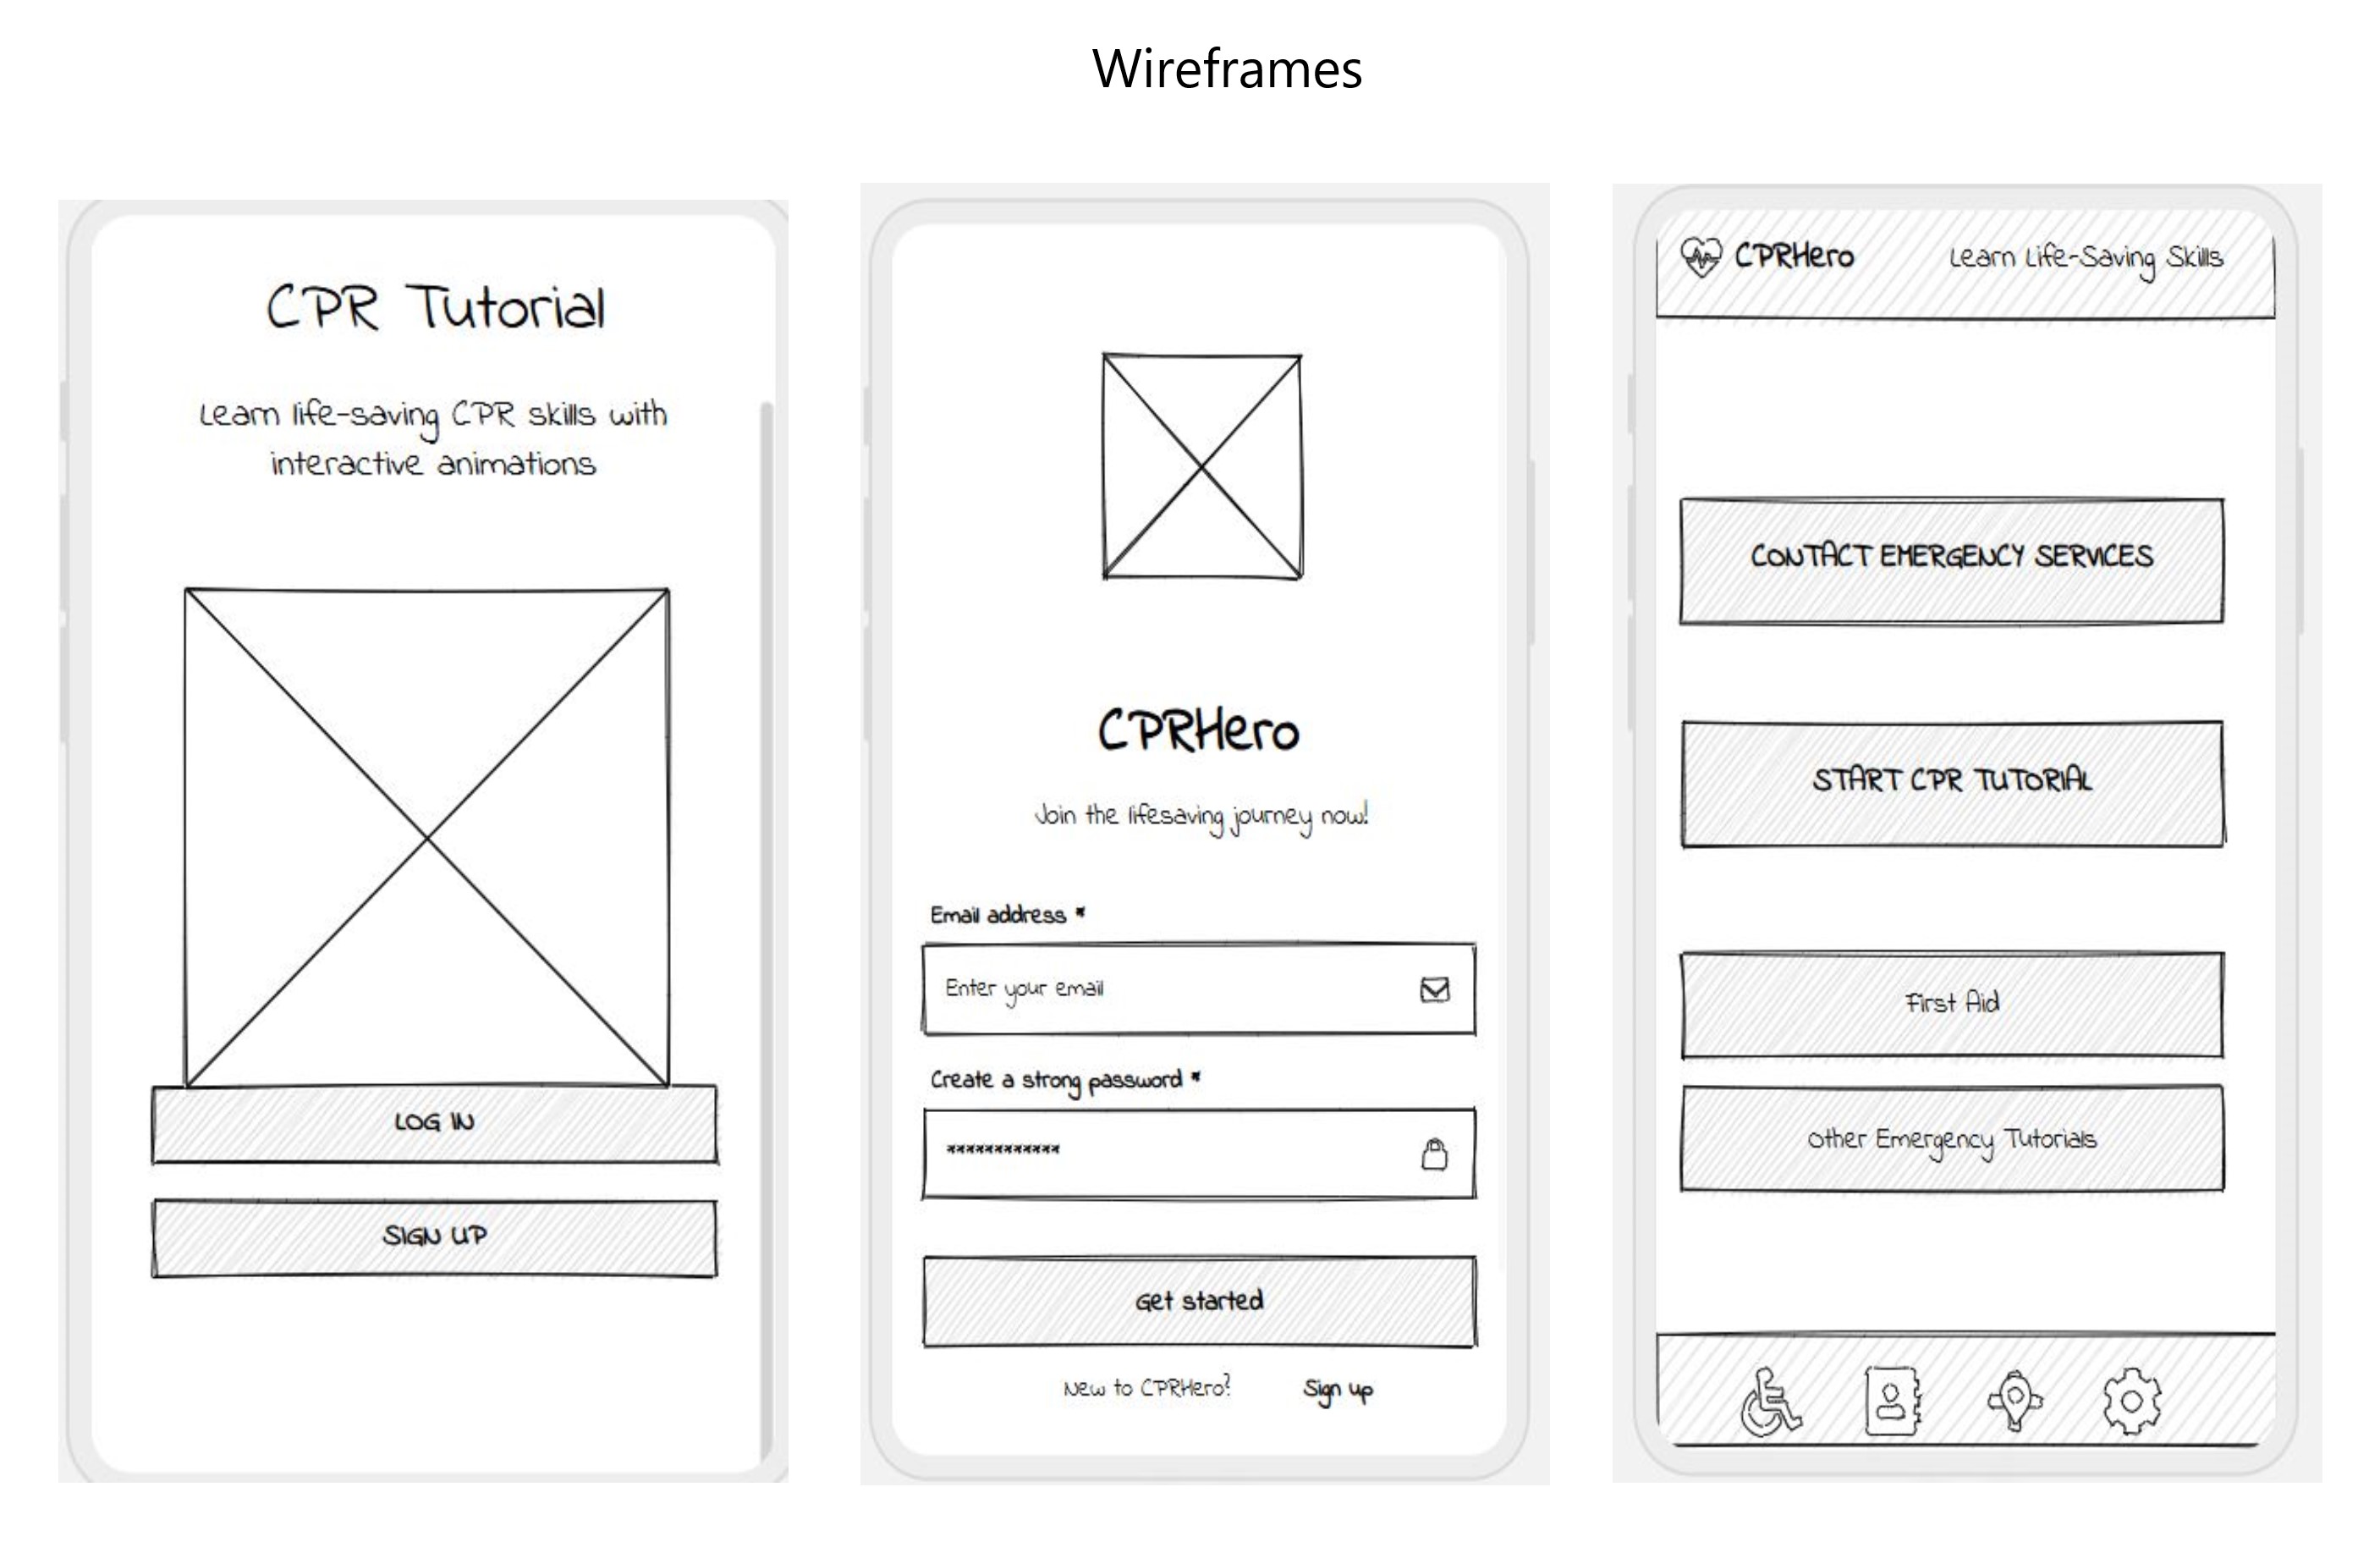 Wireframes
CPR Tutorial
Learn life-saving CPR skills with
interactive animations
LOG IN
SIGN UP
CPRHero
Join the lifesaving journey now!
Email address *
Enter your email
Create a strong password *
************
Get started
New to CPRHero? Sign up
CPRHero Learn Life-Saving Skills
CONTACT EMERGENCY SERVICES
START CPR TUTORIAL
First Aid
Other Emergency Tutorials